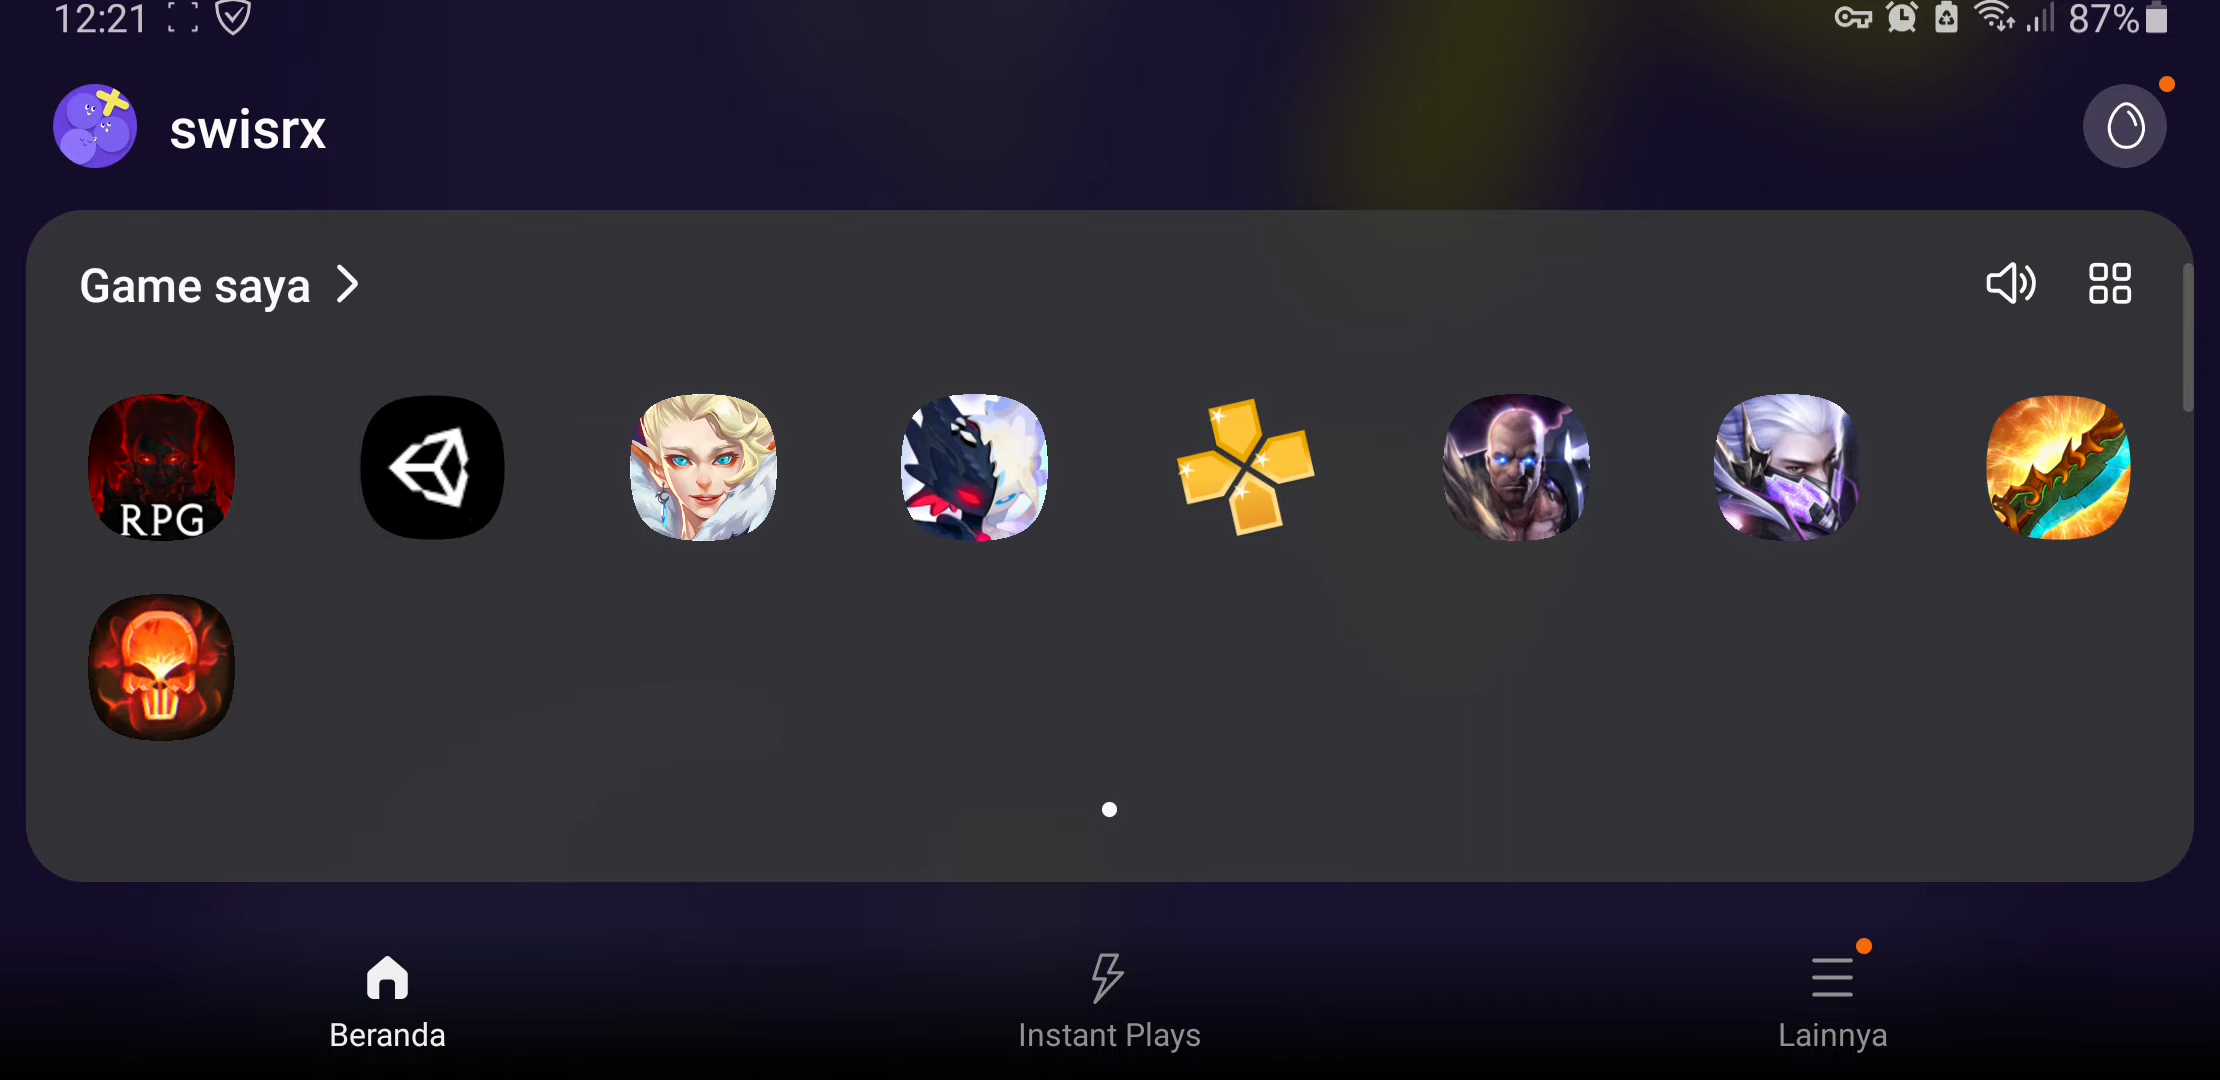 12:21
87%
swisrx
Game saya
RPG
Beranda
Instant Plays
Lainnya